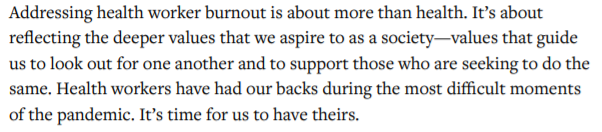 Addressing health worker burnout is about more than health. It’s about
reflecting the deeper values that we aspire to as a society—values that guide
us to look out for one another and to support those who are seeking to do the
same. Health workers have had our backs during the most difficult moments
of the pandemic. It’s time for us to have theirs.